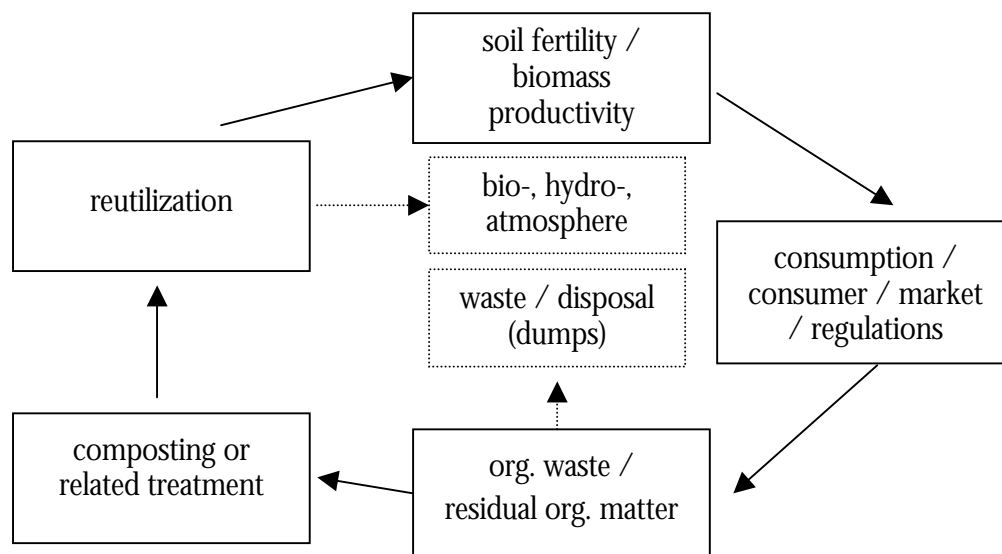 soil fertility /
biomass
productivity
reutilization
bio-, hydro-,
atmosphere
consumption /
consumer / market
/ regulations
waste / disposal
(dumps)
composting or
related treatment
org. waste /
residual org. matter